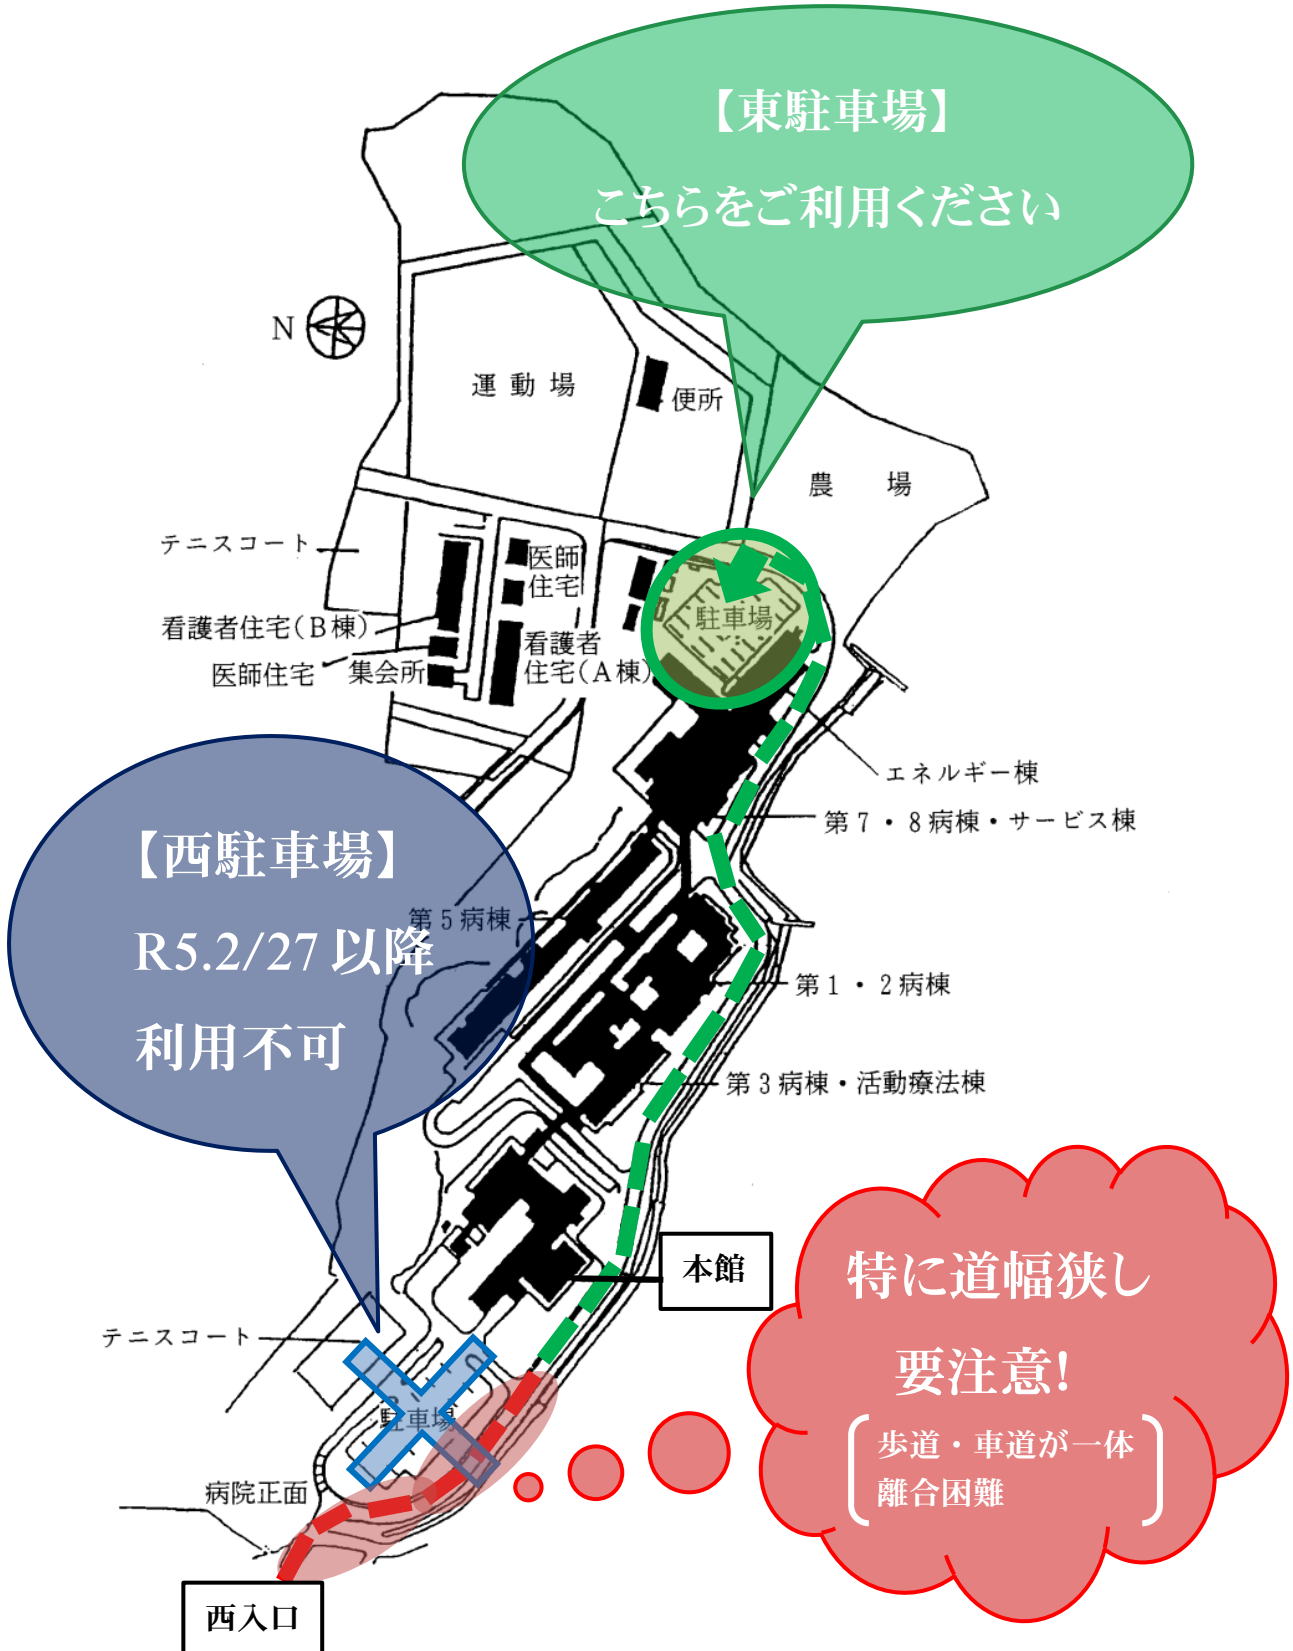 【東駐車場】
こちらをご利用ください
N
運動場
便所
農場
テニスコート
医師
住宅
看護者住宅(B棟)
医師住宅
集会所
看護者
住宅(A棟)
駐車場
エネルギー棟
第7・8病棟・サービス棟
【西駐車場】
R5.2/27以降
利用不可
第5病棟
第1・2病棟
第3病棟・活動療法棟
本館
特に道幅狭し
要注意!
歩道・車道が一体
離合困難
テニスコート
駐車場
病院正面
西入口